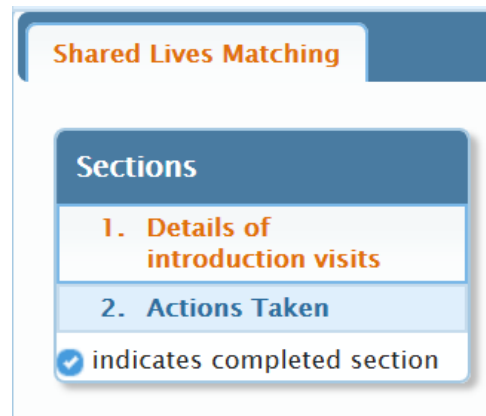 Shared Lives Matching
Sections
1. Details of
introduction visits
2. Actions Taken
indicates completed section